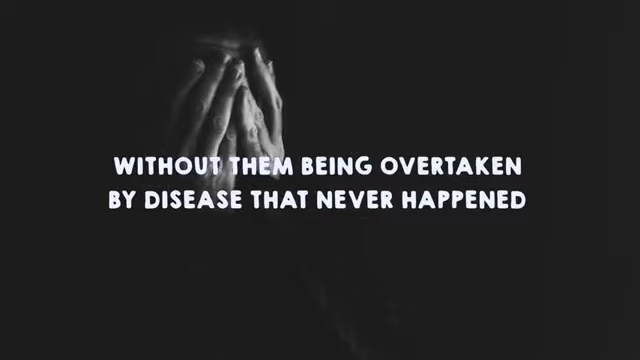 WITHOUT THEM BEING OVERTAKEN
BY DISEASE THAT NEVER HAPPENED